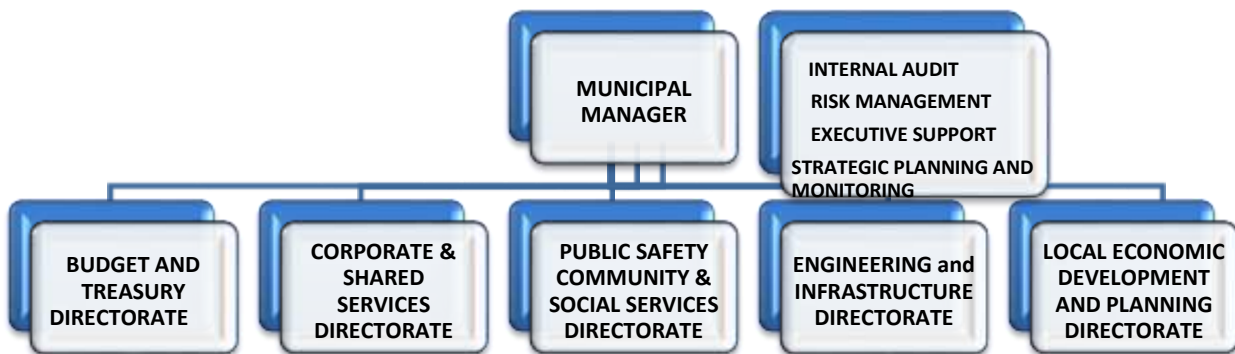 MUNICIPAL
MANAGER
INTERNAL AUDIT
RISK MANAGEMENT
EXECUTIVE SUPPORT
STRATEGIC PLANNING AND
MONITORING
BUDGET AND
TREASURY
DIRECTORATE
CORPORATE &
SHARED
SERVICES
DIRECTORATE
PUBLIC SAFETY
COMMUNITY &
SOCIAL SERVICES
DIRECTORATE
ENGINEERING and
INFRASTRUCTURE
DIRECTORATE
LOCAL ECONOMIC
DEVELOPMENT
AND PLANNING
DIRECTORATE